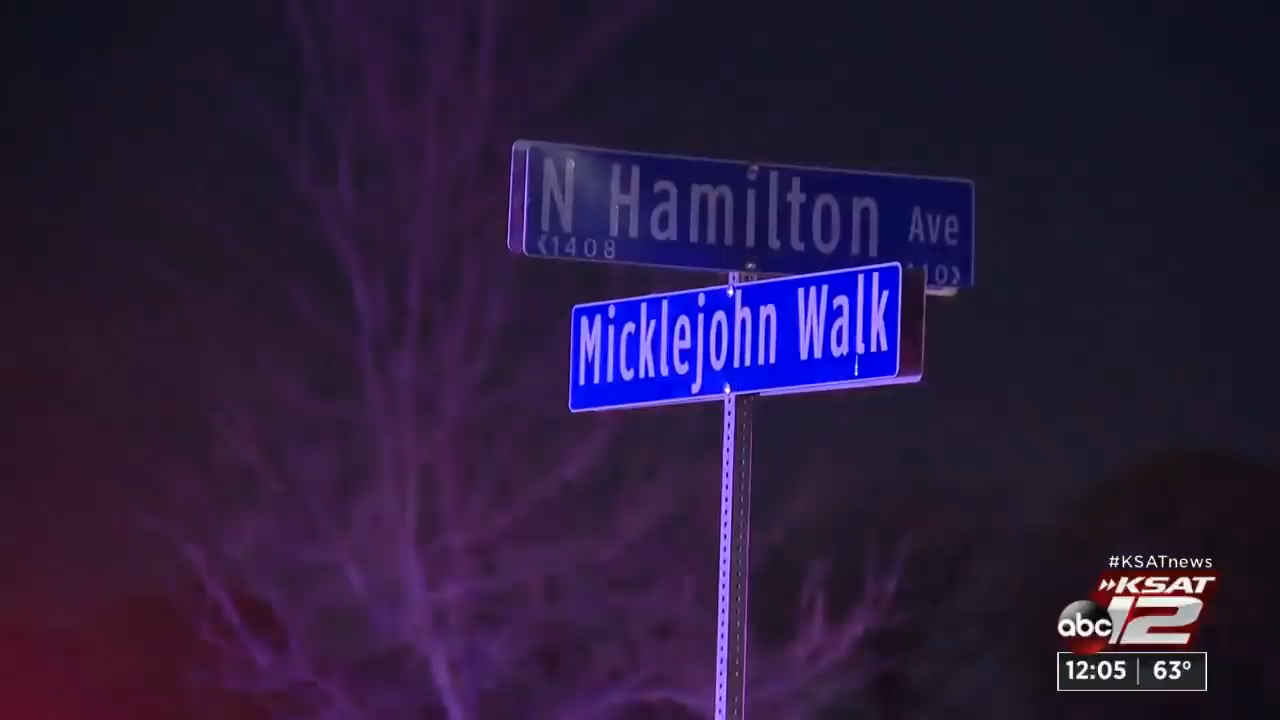 N Hamilton Ave
<1408
Micklejohn Walk
#KSATnews
KSAT
abc 12
12:05 63°